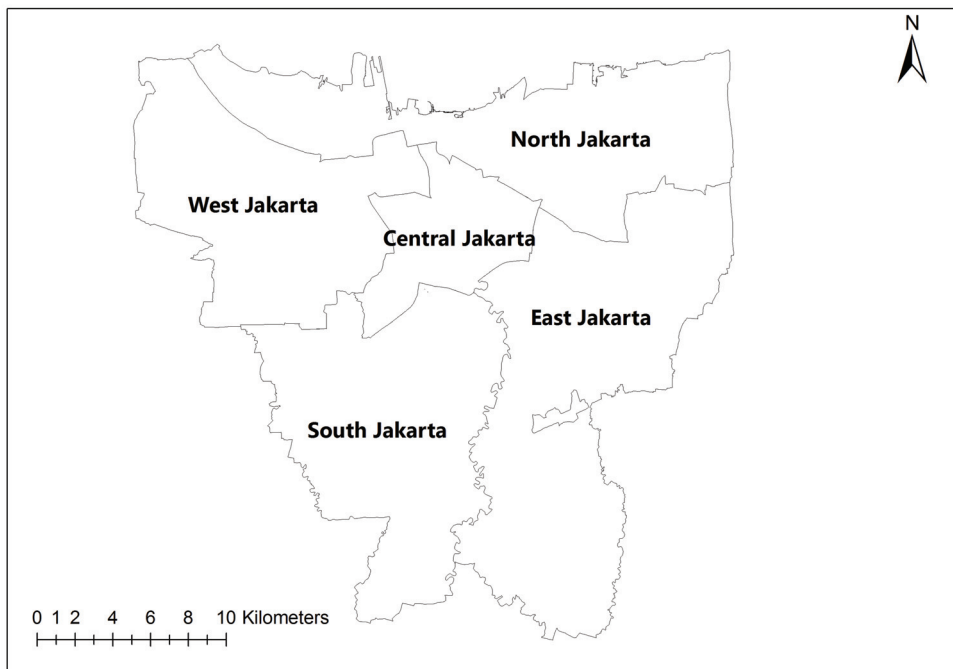 N
North Jakarta
West Jakarta
Central Jakarta
East Jakarta
South Jakarta
0 1 2 4 6 8 10 Kilometers